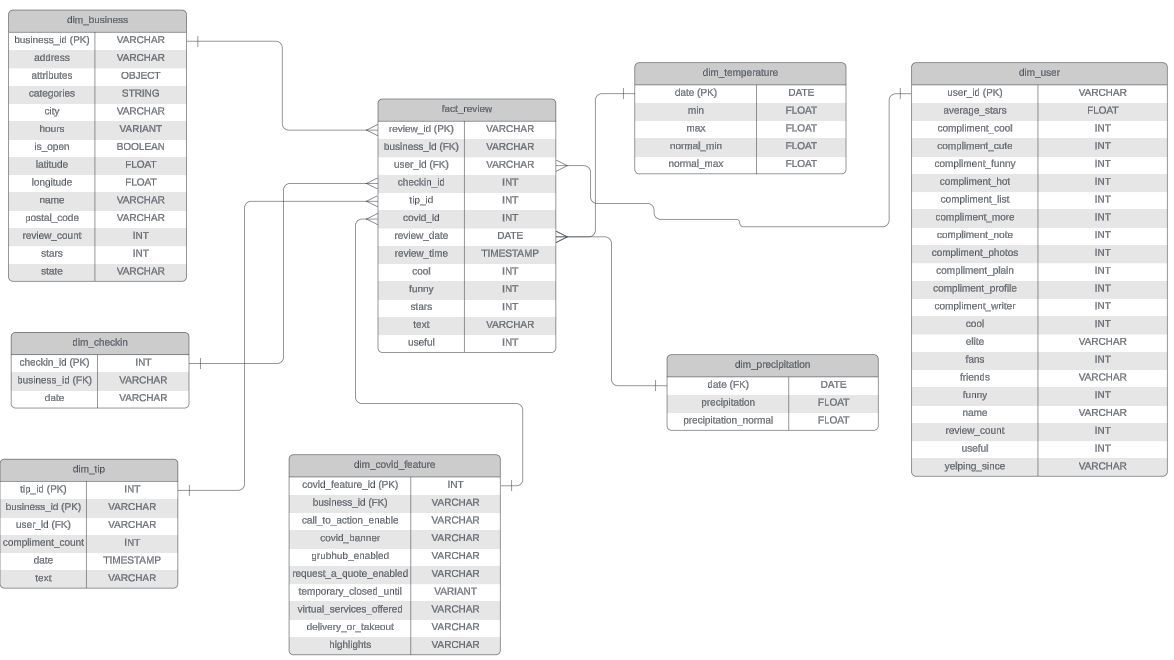 dim_business
business_id (PK) VARCHAR
address VARCHAR
attributes OBJECT
categories STRING
city VARCHAR
hours VARIANT
is_open BOOLEAN
latitude FLOAT
longitude FLOAT
name VARCHAR
postal_code VARCHAR
review_count INT
stars INT
state VARCHAR
dim_checkin
checkin_id (PK) INT
business_id (FK) VARCHAR
date VARCHAR
dim_tip
tip_id (PK) INT
business_id (PK) VARCHAR
user_id (FK) VARCHAR
compliment_count INT
date TIMESTAMP
text VARCHAR
fact_review
review_id (PK) VARCHAR
business_id (FK) VARCHAR
user_id (FK) VARCHAR
checkin_id INT
tip_id INT
covid_id INT
review_date DATE
review_time TIMESTAMP
cool INT
funny INT
stars INT
text VARCHAR
useful INT
dim_covid_feature
covid_feature_id (PK) INT
business_id (FK) VARCHAR
call_to_action_enable VARCHAR
covid_banner VARCHAR
grubhub_enabled VARCHAR
request_a_quote_enabled VARCHAR
temporary_closed_until VARIANT
virtual_services_offered VARCHAR
delivery_or_takeout VARCHAR
highlights VARCHAR
dim_temperature
date (PK) DATE
min FLOAT
max FLOAT
normal_min FLOAT
normal_max FLOAT
dim_precipitation
date (FK) DATE
precipitation FLOAT
precipitation_normal FLOAT
dim_user
user_id (PK) VARCHAR
average_stars FLOAT
compliment_cool INT
compliment_cute INT
compliment_funny INT
compliment_hot INT
compliment_list INT
compliment_more INT
compliment_note INT
compliment_photos INT
compliment_plain INT
compliment_profile INT
compliment_writer INT
cool INT
elite VARCHAR
fans INT
friends VARCHAR
funny INT
name VARCHAR
review_count INT
useful INT
yelping_since VARCHAR